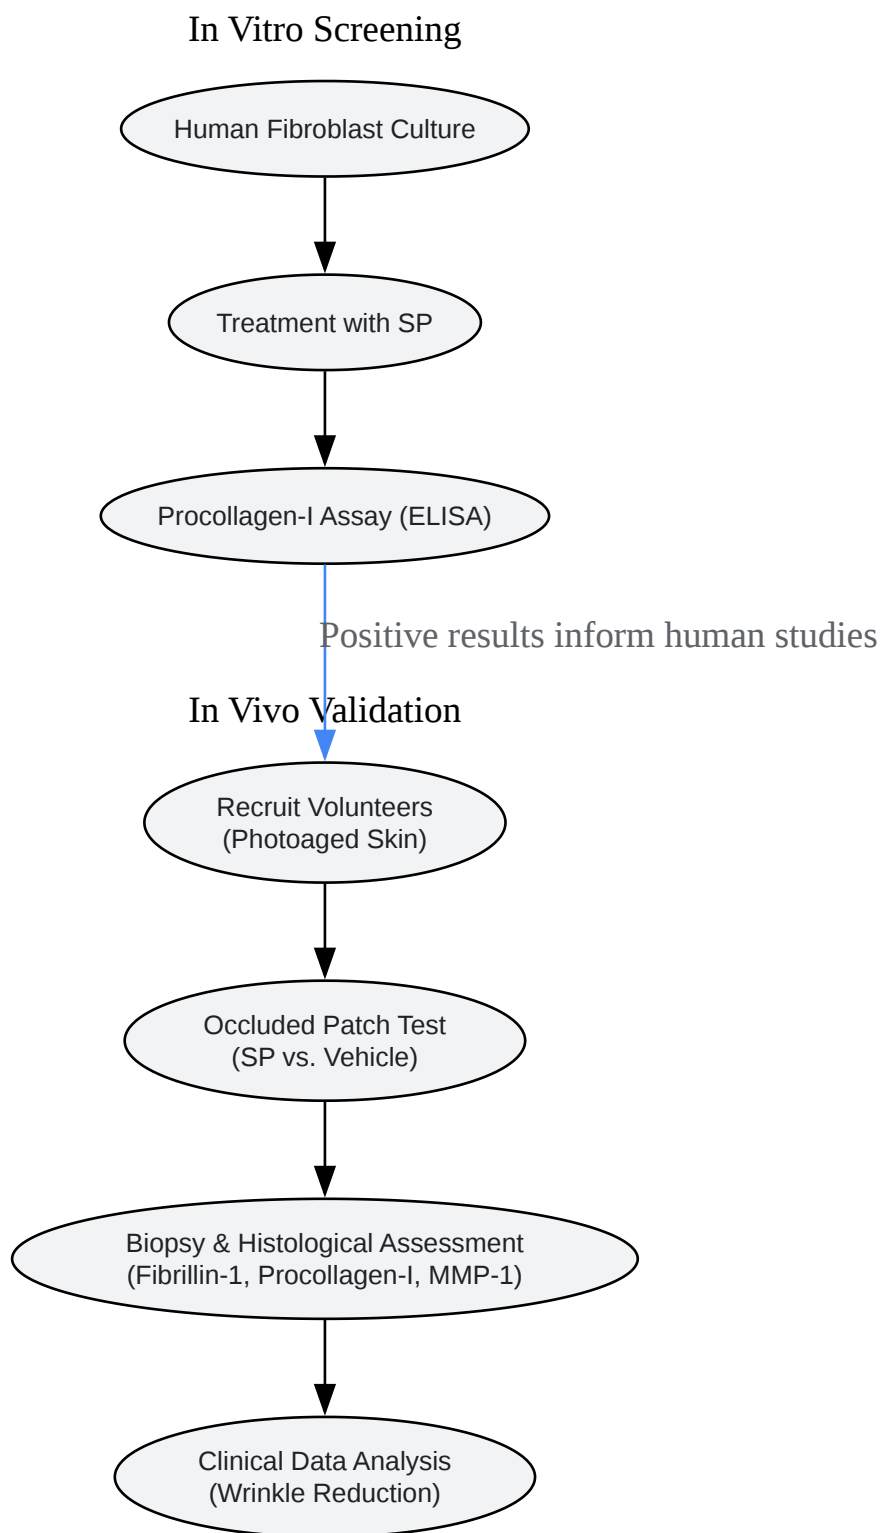 In Vitro Screening
Human Fibroblast Culture
Treatment with SP
Procollagen-I Assay (ELISA)
Positive results inform human studies
In Vivo Validation
Recruit Volunteers
(Photoaged Skin)
Occluded Patch Test
(SP vs. Vehicle)
Biopsy & Histological Assessment
(Fibrillin-1, Procollagen-I, MMP-1)
Clinical Data Analysis
(Wrinkle Reduction)